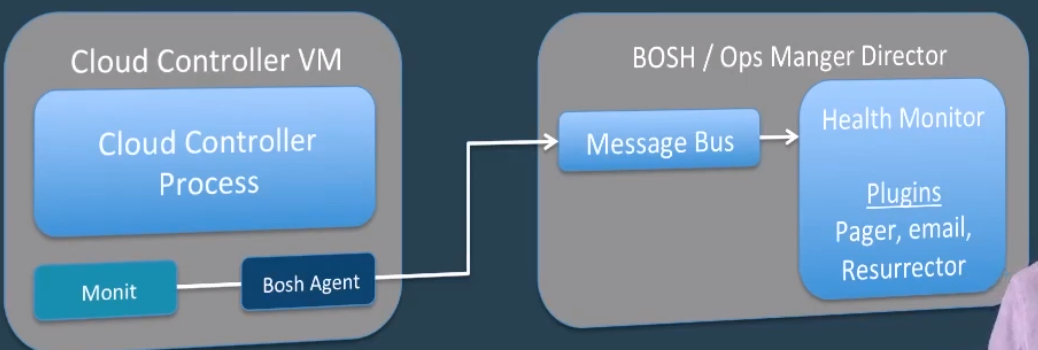 Cloud Controller VM
Cloud Controller
Process
Monit
Bosh Agent
BOSH / Ops Manger Director
Message Bus
Health Monitor
Plugins
Pager, email,
Resurrector